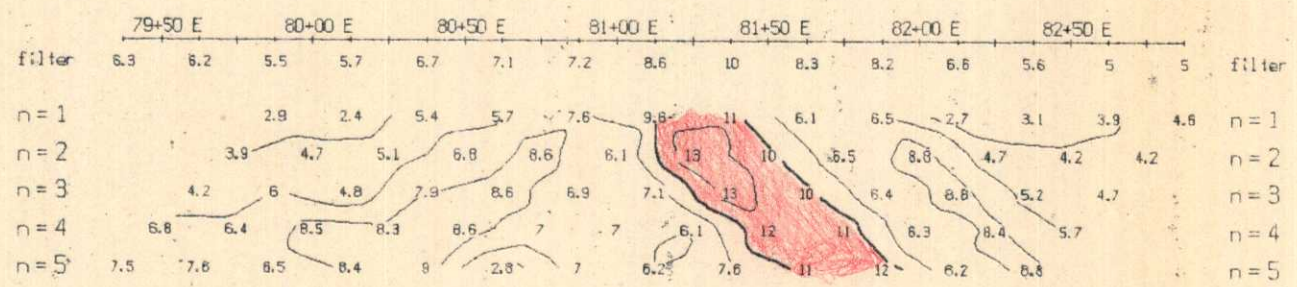 79+50 E 80+00 E 80+50 E 81+00 E 81+50 E 82+00 E 82+50 E
filter 6.3 6.2 5.5 5.7 6.7 7.1 7.2 8.6 10 8.3 8.2 6.6 5.6 5 5 filter
n = 1 2.9 2.4 5.4 5.7 7.6 9.6 11 6.1 6.5 2.7 3.1 3.9 4.6 n = 1
n = 2 3.9 4.7 5.1 6.8 8.6 6.1 13 10 6.5 8.8 4.7 4.2 4.2 n = 2
n = 3 4.2 6 4.8 7.9 8.6 6.9 7.1 13 10 6.4 8.8 5.2 4.7 n = 3
n = 4 6.8 6.4 8.5 8.3 8.6 7 7 6.1 12 11 6.3 8.4 5.7 n = 4
n = 5 7.5 7.6 8.5 8.4 9 2.8 7 6.2 7.6 11 12 6.2 8.8 n = 5